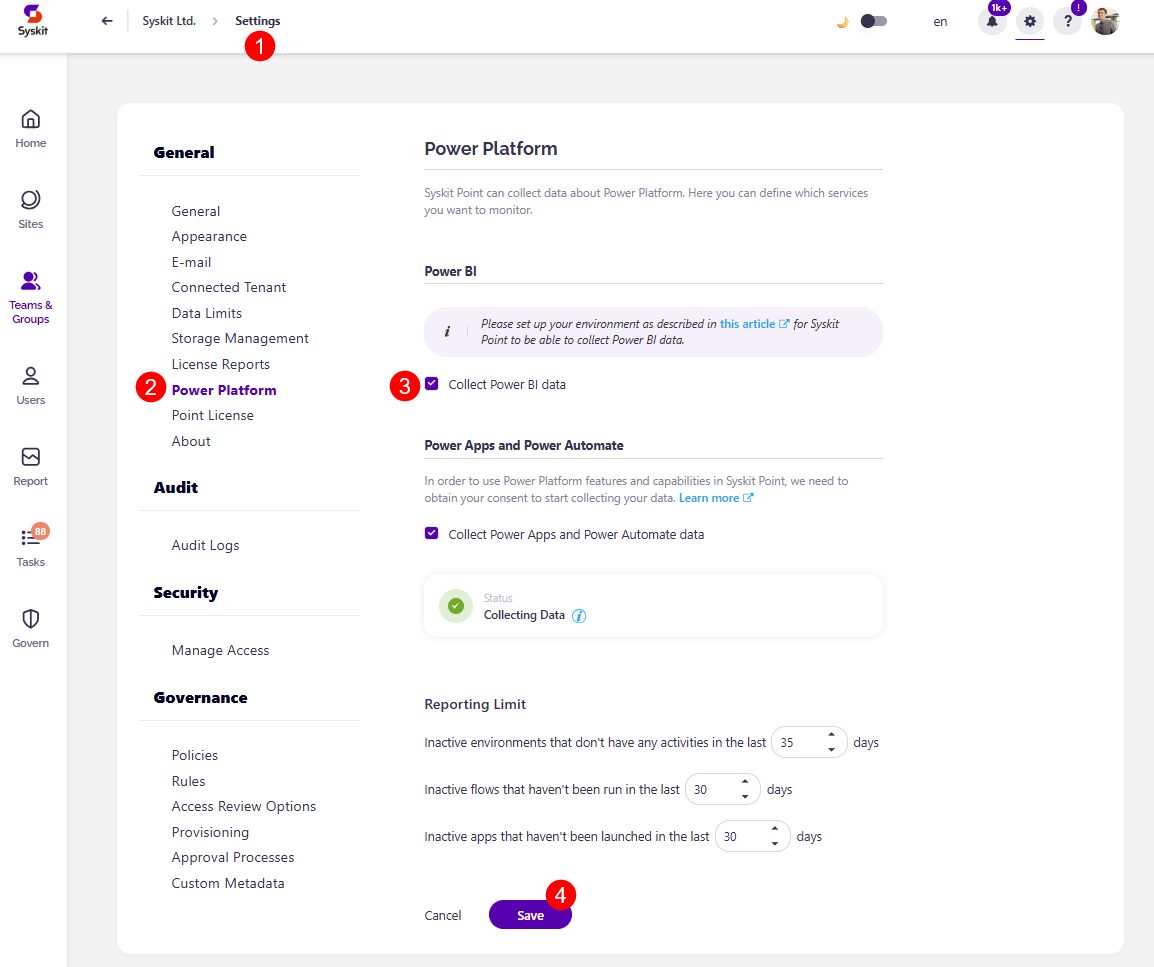 Syskit
Syskit Ltd.
Settings
1
en
1k+
?
!
Home
Sites
Teams &
Groups
Users
Report
88
Tasks
Govern
General
General
Appearance
E-mail
Connected Tenant
Data Limits
Storage Management
License Reports
2
Power Platform
Point License
About
Audit
Audit Logs
Security
Manage Access
Governance
Policies
Rules
Access Review Options
Provisioning
Approval Processes
Custom Metadata
Power Platform
Syskit Point can collect data about Power Platform. Here you can define which services
you want to monitor.
Power BI
i
Please set up your environment as described in this article for Syskit
Point to be able to collect Power BI data.
3
Collect Power BI data
Power Apps and Power Automate
In order to use Power Platform features and capabilities in Syskit Point, we need to
obtain your consent to start collecting your data. Learn more
Collect Power Apps and Power Automate data
Status
Collecting Data i
Reporting Limit
Inactive environments that don't have any activities in the last 35 days
Inactive flows that haven't been run in the last 30 days
Inactive apps that haven't been launched in the last 30 days
4
Cancel
Save